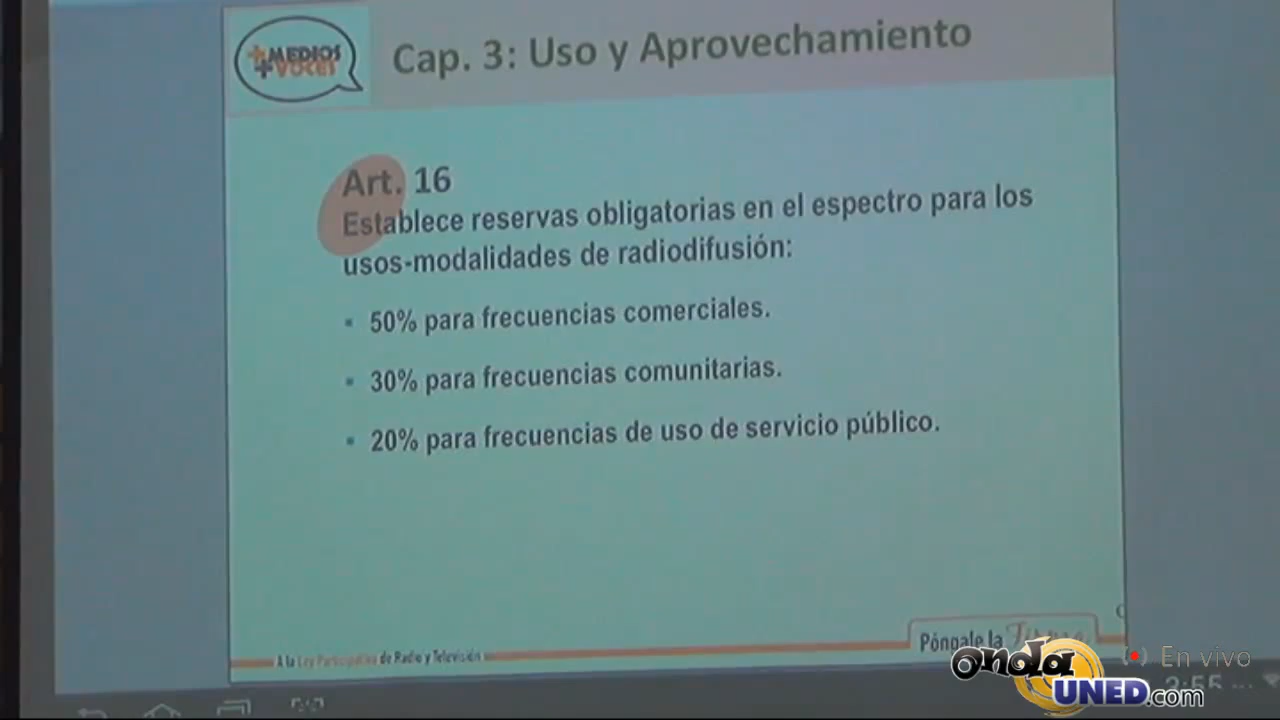 +MEDIOS
+VOCES
Cap. 3: Uso y Aprovechamiento
Art. 16
Establece reservas obligatorias en el espectro para los
usos-modalidades de radiodifusión:
▪ 50% para frecuencias comerciales.
▪ 30% para frecuencias comunitarias.
▪ 20% para frecuencias de uso de servicio público.
A la Ley Participativa de Radio y Televisión
Póngale la Firma
onda
UNED.com
En vivo